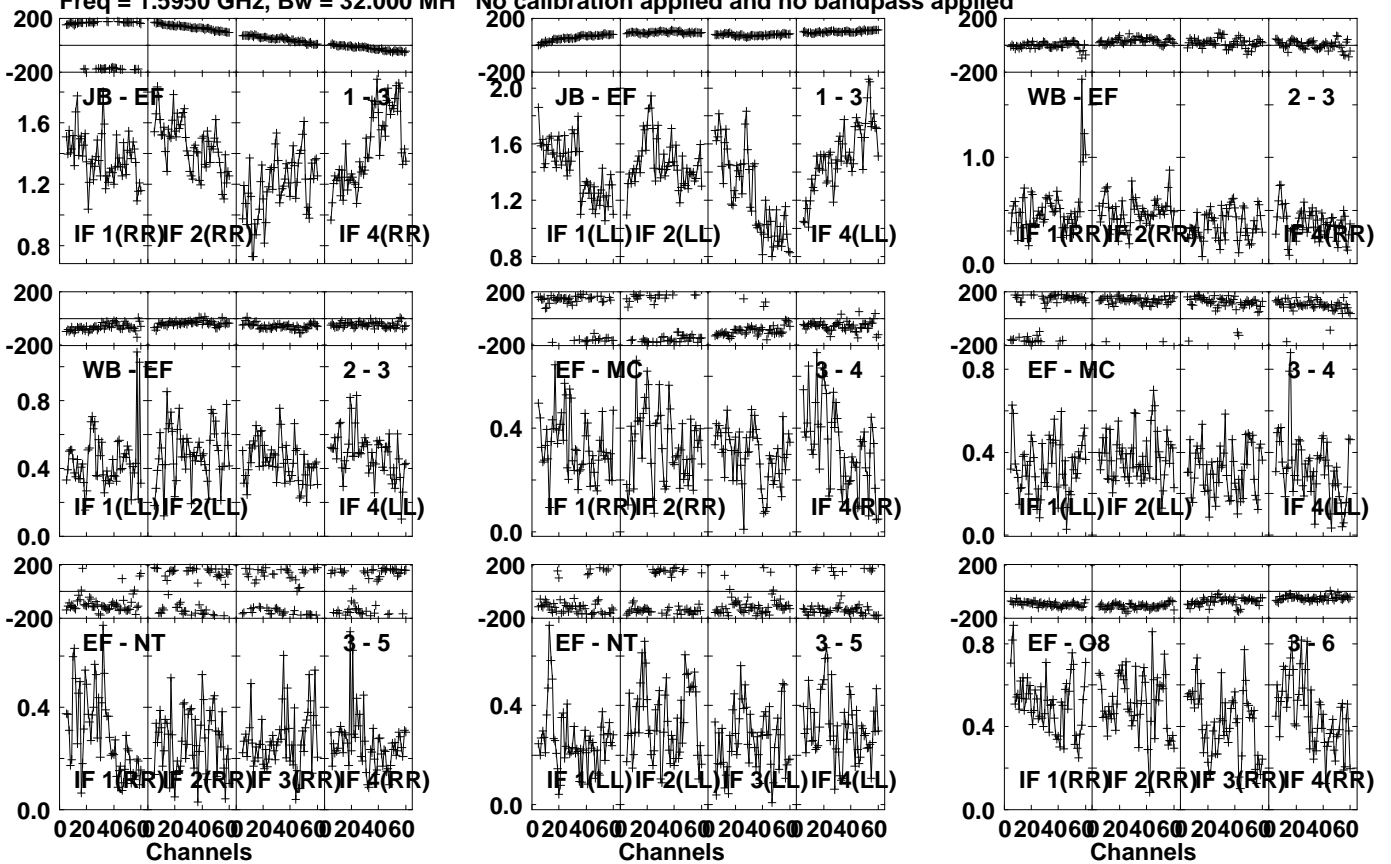 Freq = 1.5950 GHz, Bw = 32.000 MH No calibration applied and no bandpass applied
200
-200
JB - EF
1 - 3
1.6
1.2
0.8
IF 1(RR)
IF 2(RR)
IF 4(RR)
200
-200
2.0
JB - EF
1 - 3
1.6
1.2
0.8
IF 1(LL)
IF 2(LL)
IF 4(LL)
200
-200
WB - EF
2 - 3
1.0
0.0
IF 1(RR)
IF 2(RR)
IF 4(RR)
200
-200
WB - EF
2 - 3
0.8
0.4
0.0
IF 1(LL)
IF 2(LL)
IF 4(LL)
200
-200
EF - MC
3 - 4
0.4
0.0
IF 1(RR)
IF 2(RR)
IF 4(RR)
200
-200
0.8
EF - MC
3 - 4
0.4
0.0
IF 1(LL)
IF 2(LL)
IF 4(LL)
200
-200
EF - NT
3 - 5
0.4
0.0
IF 1(RR)
IF 2(RR)
IF 3(RR)
IF 4(RR)
0 20 40 60 0 20 40 60 0 20 40 60 0 20 40 60
Channels
200
-200
EF - NT
3 - 5
0.4
0.0
IF 1(LL)
IF 2(LL)
IF 3(LL)
IF 4(LL)
0 20 40 60 0 20 40 60 0 20 40 60 0 20 40 60
Channels
200
-200
0.8
EF - O8
3 - 6
0.4
0.0
IF 1(RR)
IF 2(RR)
IF 3(RR)
IF 4(RR)
0 20 40 60 0 20 40 60 0 20 40 60 0 20 40 60
Channels